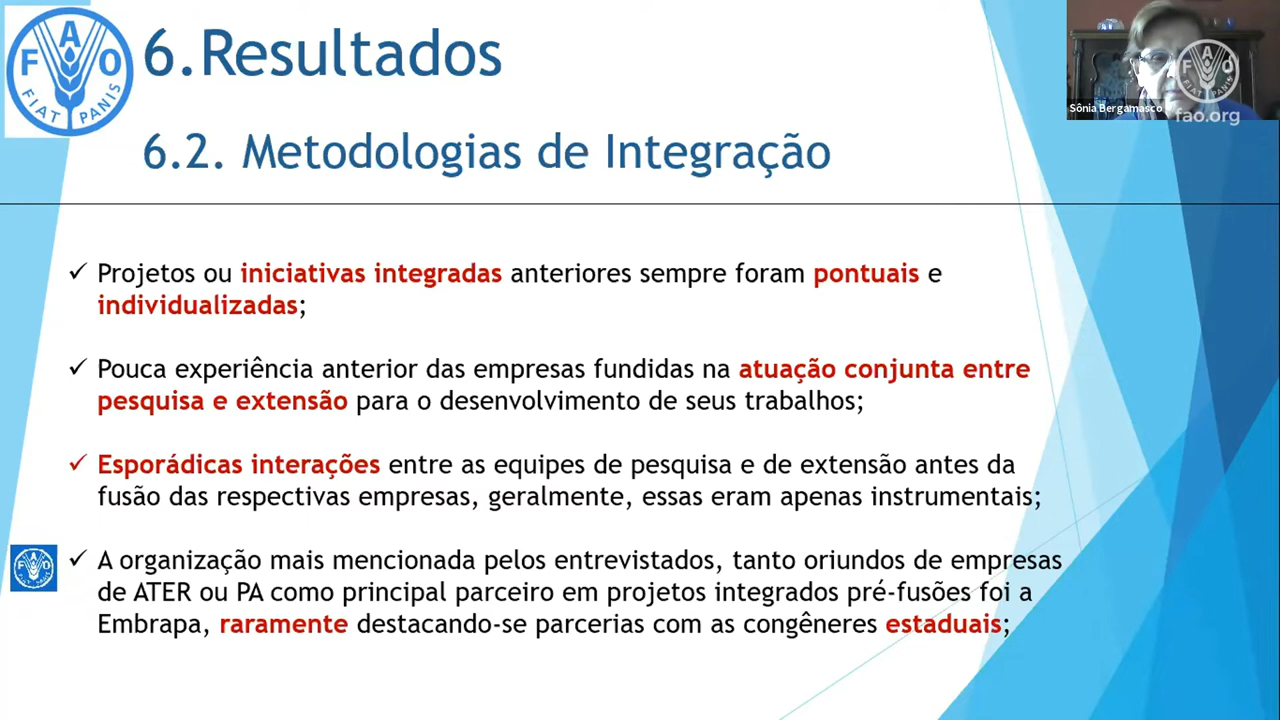 FAO
FIAT PANIS
6.Resultados
6.2. Metodologias de Integração
Sônia Bergamasco
FAO
fao.org
✓ Projetos ou iniciativas integradas anteriores sempre foram pontuais e
individualizadas;
✓ Pouca experiência anterior das empresas fundidas na atuação conjunta entre
pesquisa e extensão para o desenvolvimento de seus trabalhos;
✓ Esporádicas interações entre as equipes de pesquisa e de extensão antes da
fusão das respectivas empresas, geralmente, essas eram apenas instrumentais;
✓ A organização mais mencionada pelos entrevistados, tanto oriundos de empresas
de ATER ou PA como principal parceiro em projetos integrados pré-fusões foi a
Embrapa, raramente destacando-se parcerias com as congêneres estaduais;